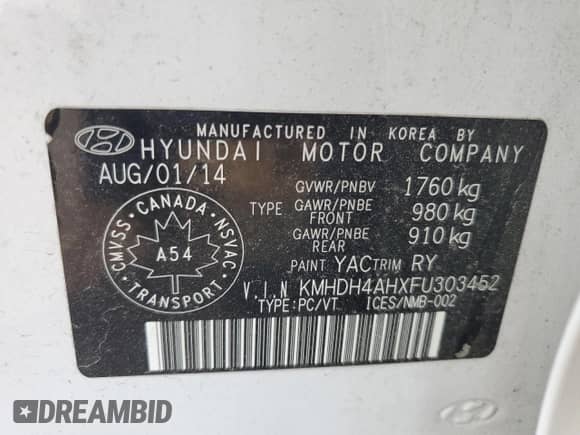 MANUFACTURED IN KOREA BY
HYUNDAI MOTOR COMPANY
AUG/01/14
GVWR/PNBV 1760 kg
TYPE GAWR/PNBE FRONT 980 kg
GAWR/PNBE REAR 910 kg
PAINT YAC TRIM RY
V.I.N KMHDH4AHXFU303452
TYPE:PC/VT ICES/NMB-002
CMVSS • CANADA • NSVAC
A54
TRANSPORT
DREAMBID